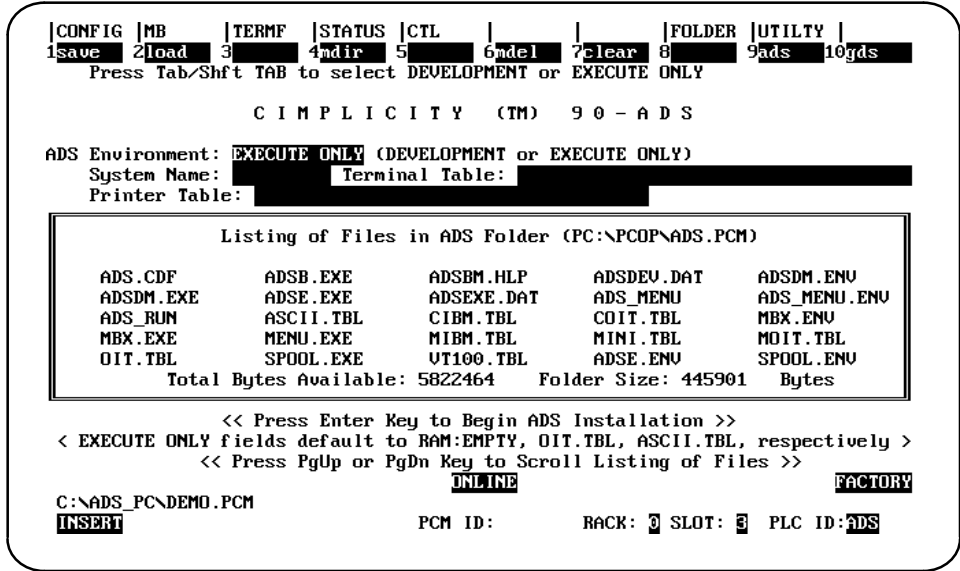 |CONFIG |MB |TERMF |STATUS |CTL | | |FOLDER |UTILTY |
1save 2load 3 4mdir 5 6mdel 7clear 8 9ads 10gds
Press Tab/Shft TAB to select DEVELOPMENT or EXECUTE ONLY
C I M P L I C I T Y (TM) 9 0 - A D S
ADS Environment: EXECUTE ONLY (DEVELOPMENT or EXECUTE ONLY)
System Name: Terminal Table:
Printer Table:
Listing of Files in ADS Folder (PC:\PCOP\ADS.PCM)
ADS.CDF ADSB.EXE ADSBM.HLP ADSDEV.DAT ADSDM.ENV
ADSDM.EXE ADSE.EXE ADSEXE.DAT ADS_MENU ADS_MENU.ENV
ADS_RUN ASCII.TBL CIBM.TBL COIT.TBL MBX.ENV
MBX.EXE MENU.EXE MIBM.TBL MINI.TBL MOIT.TBL
OIT.TBL SPOOL.EXE VT100.TBL ADSE.ENV SPOOL.ENV
Total Bytes Available: 5822464 Folder Size: 445901 Bytes
<< Press Enter Key to Begin ADS Installation >>
< EXECUTE ONLY fields default to RAM:EMPTY, OIT.TBL, ASCII.TBL, respectively >
<< Press PgUp or PgDn Key to Scroll Listing of Files >>
ONLINE FACTORY
C:\ADS_PC\DEMO.PCM
INSERT PCM ID: RACK: 0 SLOT: 3 PLC ID:ADS